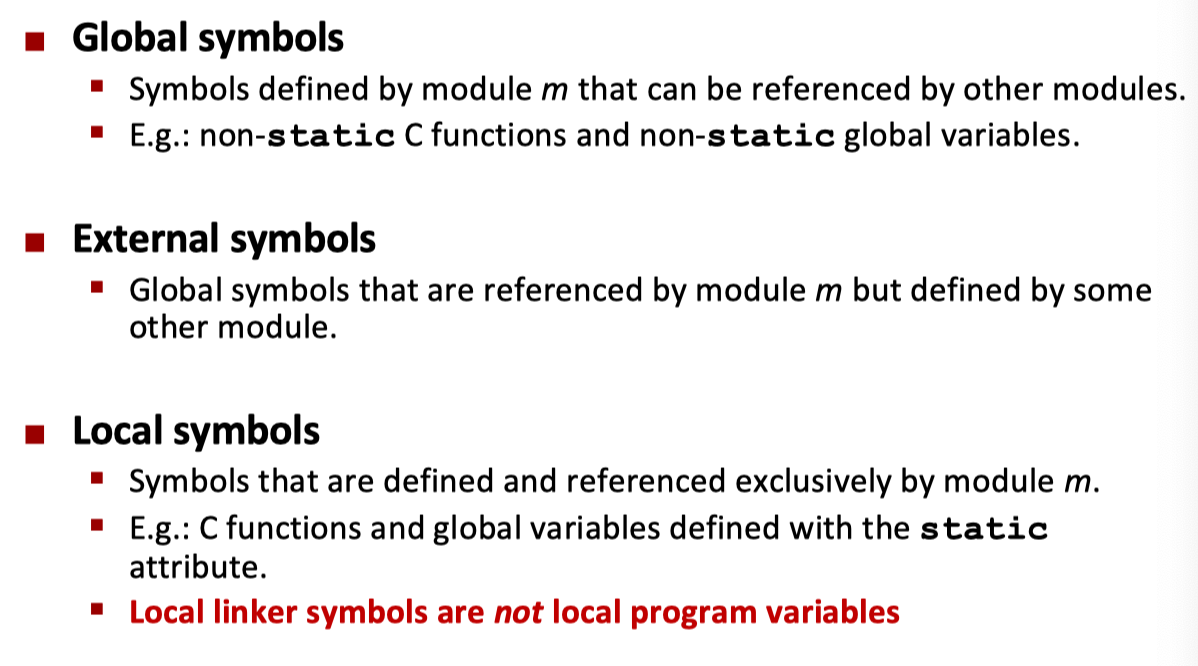 Global symbols
Symbols defined by module m that can be referenced by other modules.
E.g.: non-static C functions and non-static global variables.
External symbols
Global symbols that are referenced by module m but defined by some
other module.
Local symbols
Symbols that are defined and referenced exclusively by module m.
E.g.: C functions and global variables defined with the static
attribute.
Local linker symbols are not local program variables